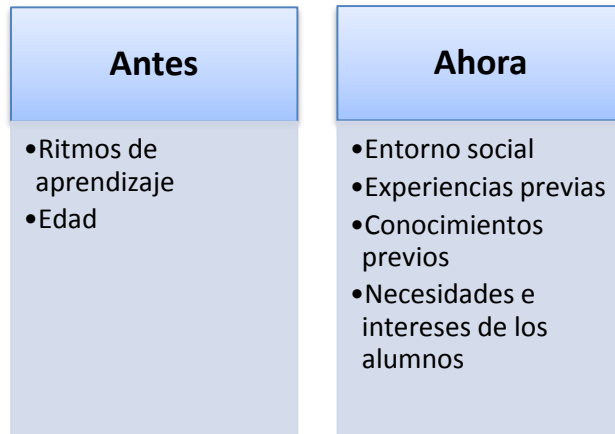 Antes
•Ritmos de
aprendizaje
•Edad
Ahora
•Entorno social
•Experiencias previas
•Conocimientos
previos
•Necesidades e
intereses de los
alumnos